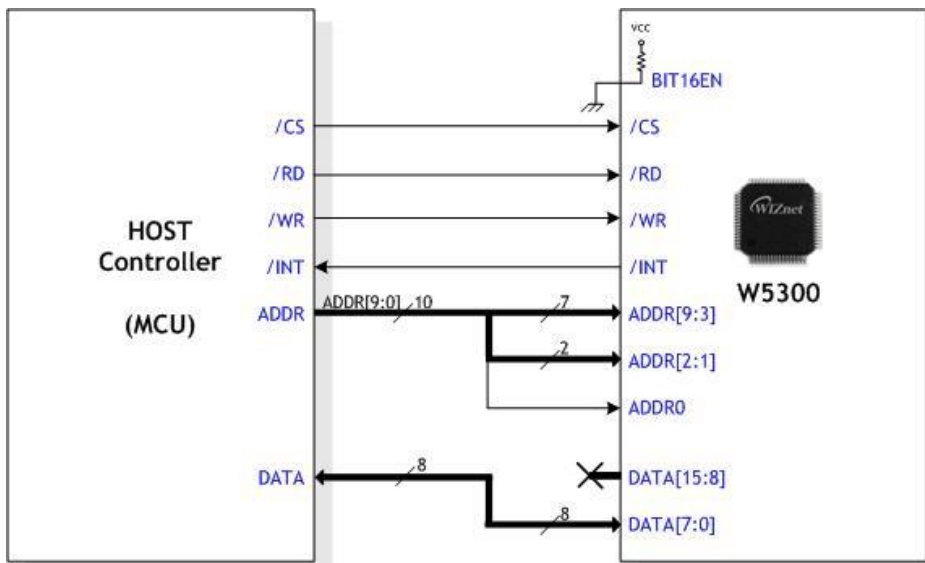 VCC
BIT16EN
/CS
/CS
/RD
/RD
/WR
/WR
HOST
Controller
(MCU)
/INT
/INT
WIZnet
W5300
ADDR
ADDR[9:0]
10
7
ADDR[9:3]
2
ADDR[2:1]
ADDR0
DATA
8
DATA[15:8]
8
DATA[7:0]